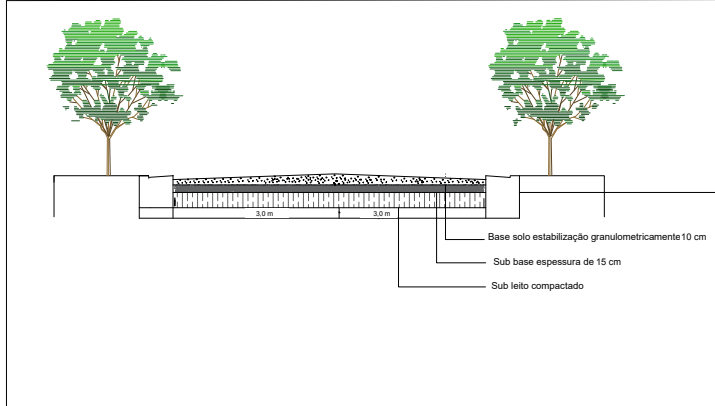 3,0 m 3,0 m
Base solo estabilização granulometricamente10 cm
Sub base espessura de 15 cm
Sub leito compactado